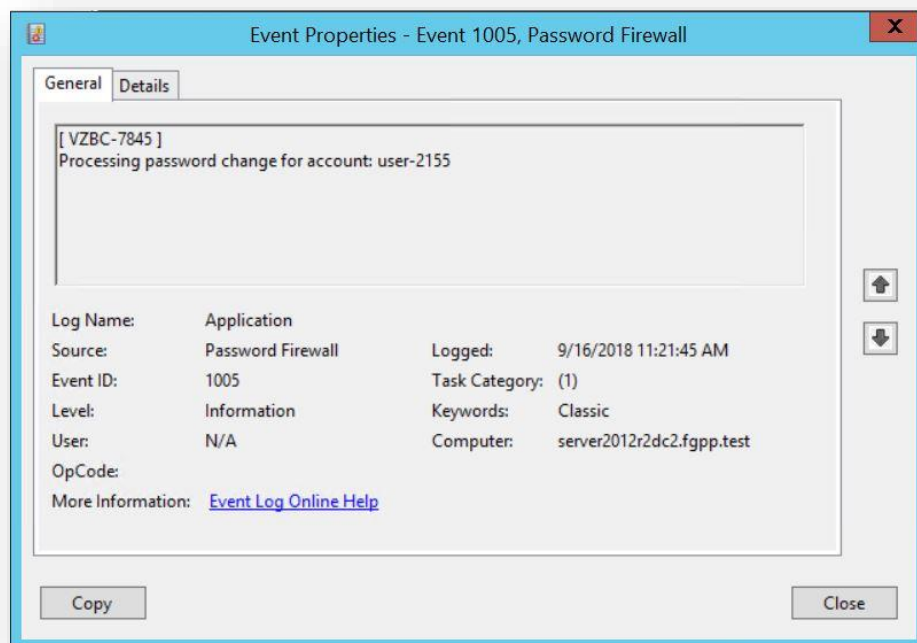 Event Properties - Event 1005, Password Firewall
X
General Details
[ VZBC-7845 ]
Processing password change for account: user-2155
Log Name: Application
Source: Password Firewall Logged: 9/16/2018 11:21:45 AM
Event ID: 1005 Task Category: (1)
Level: Information Keywords: Classic
User: N/A Computer: server2012r2dc2.fgpp.test
OpCode:
More Information: Event Log Online Help
Copy Close